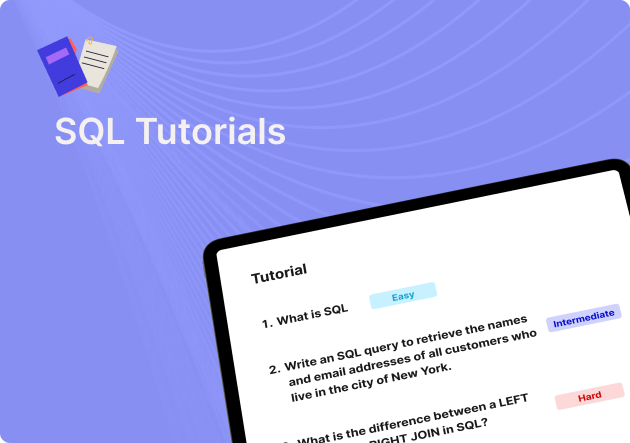 SQL Tutorials
Tutorial
1. What is SQL
Easy
2. Write an SQL query to retrieve the names
and email addresses of all customers who
live in the city of New York.
Intermediate
What is the difference between a LEFT
RIGHT JOIN in SQL?
Hard